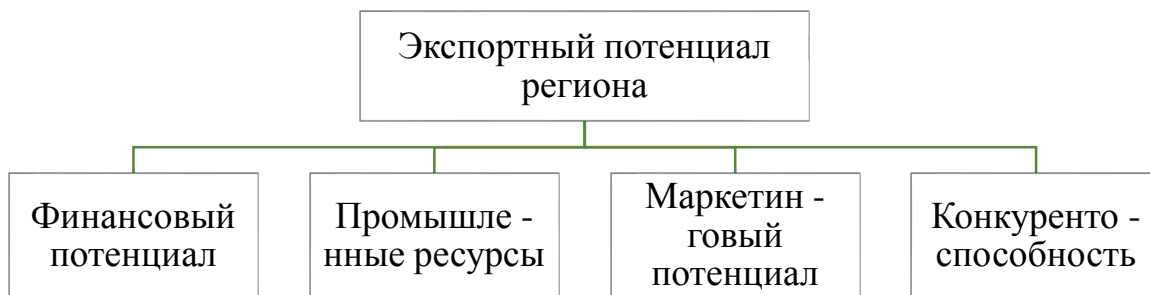 Экспортный потенциал
региона
Финансовый
потенциал
Промышле -
нные ресурсы
Маркетин -
говый
потенциал
Конкуренто -
способность